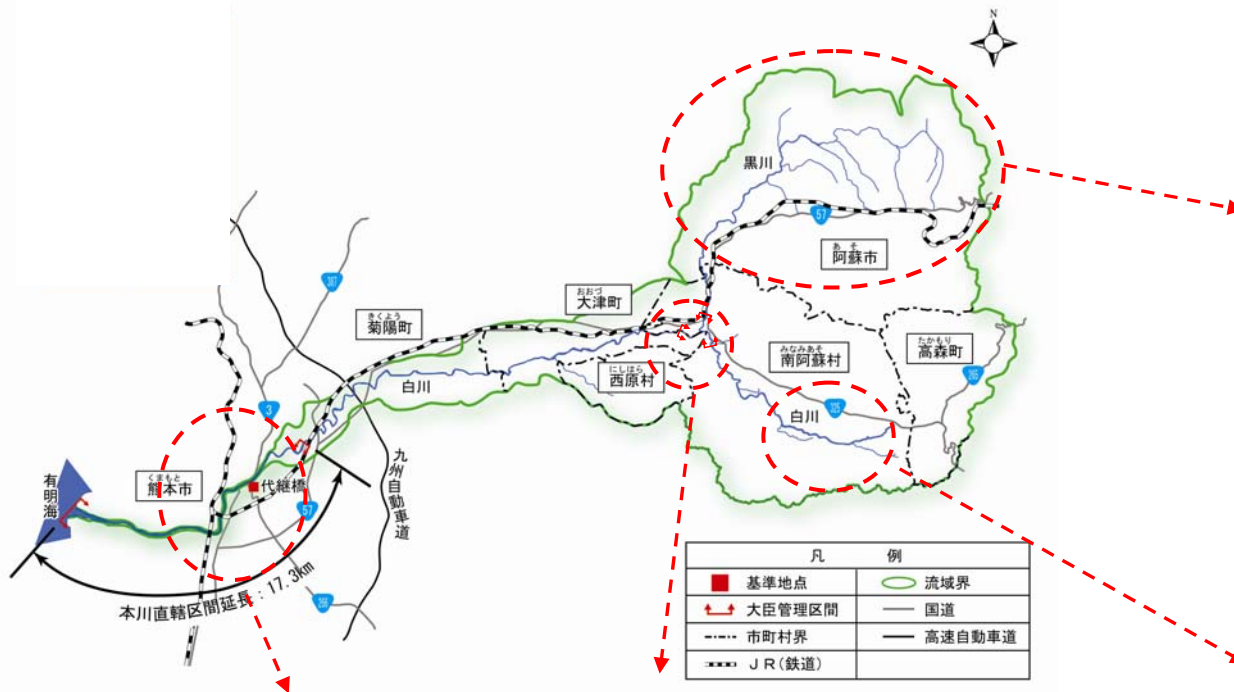 N
黒川
57
あそ
阿蘇市
おおづ
大津町
387
きくよう
菊陽町
みなみあそ
南阿蘇村
たかもり
高森町
にしはら
西原村
265
白川
白川
325
3
九州自動車道
有明海
くまもと
熊本市
代継橋
57
本川直轄区間延長：17.3km
266
凡 例
基準地点
流域界
大臣管理区間
国道
市町村界
高速自動車道
ＪＲ(鉄道)